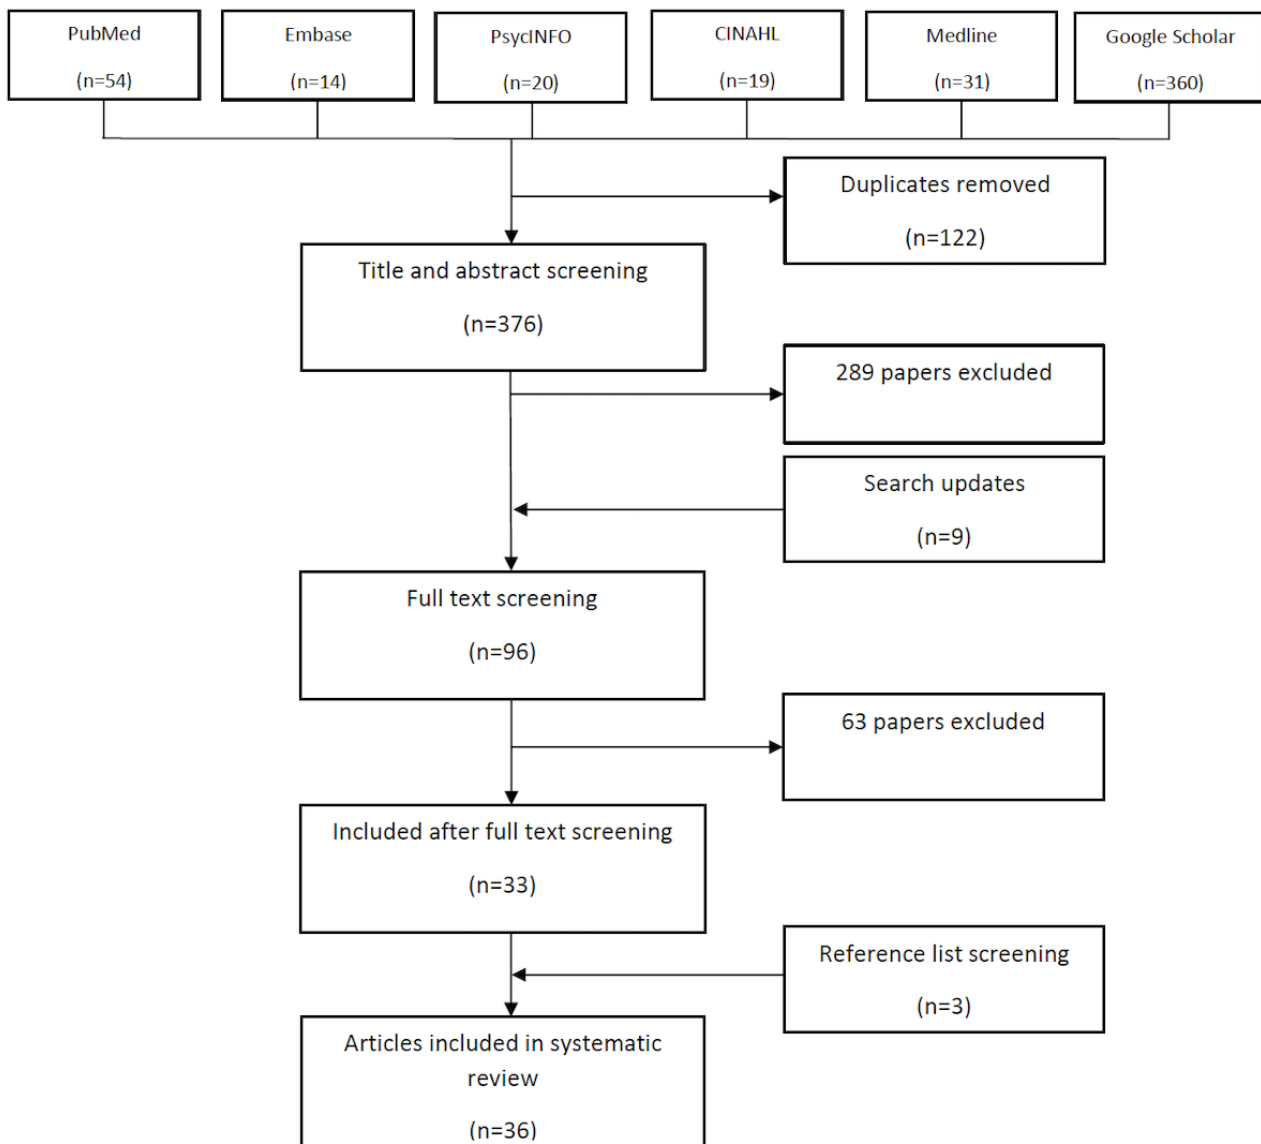 PubMed
(n=54)
Embase
(n=14)
PsycINFO
(n=20)
CINAHL
(n=19)
Medline
(n=31)
Google Scholar
(n=360)
Duplicates removed
(n=122)
Title and abstract screening
(n=376)
289 papers excluded
Search updates
(n=9)
Full text screening
(n=96)
63 papers excluded
Included after full text screening
(n=33)
Reference list screening
(n=3)
Articles included in systematic
review
(n=36)